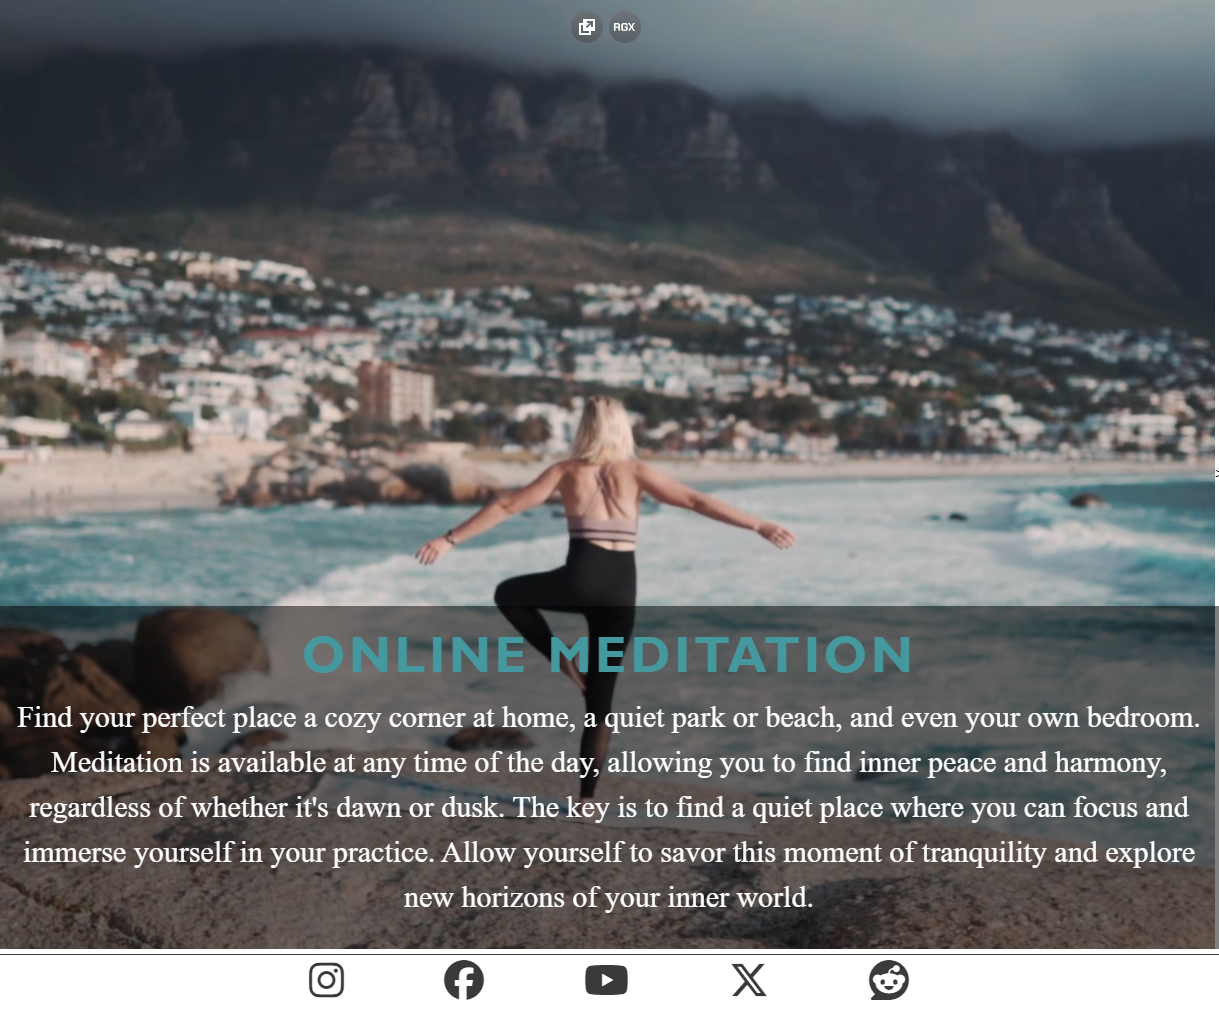 RGX
ONLINE MEDITATION
Find your perfect place a cozy corner at home, a quiet park or beach, and even your own bedroom.
Meditation is available at any time of the day, allowing you to find inner peace and harmony,
regardless of whether it's dawn or dusk. The key is to find a quiet place where you can focus and
immerse yourself in your practice. Allow yourself to savor this moment of tranquility and explore
new horizons of your inner world.